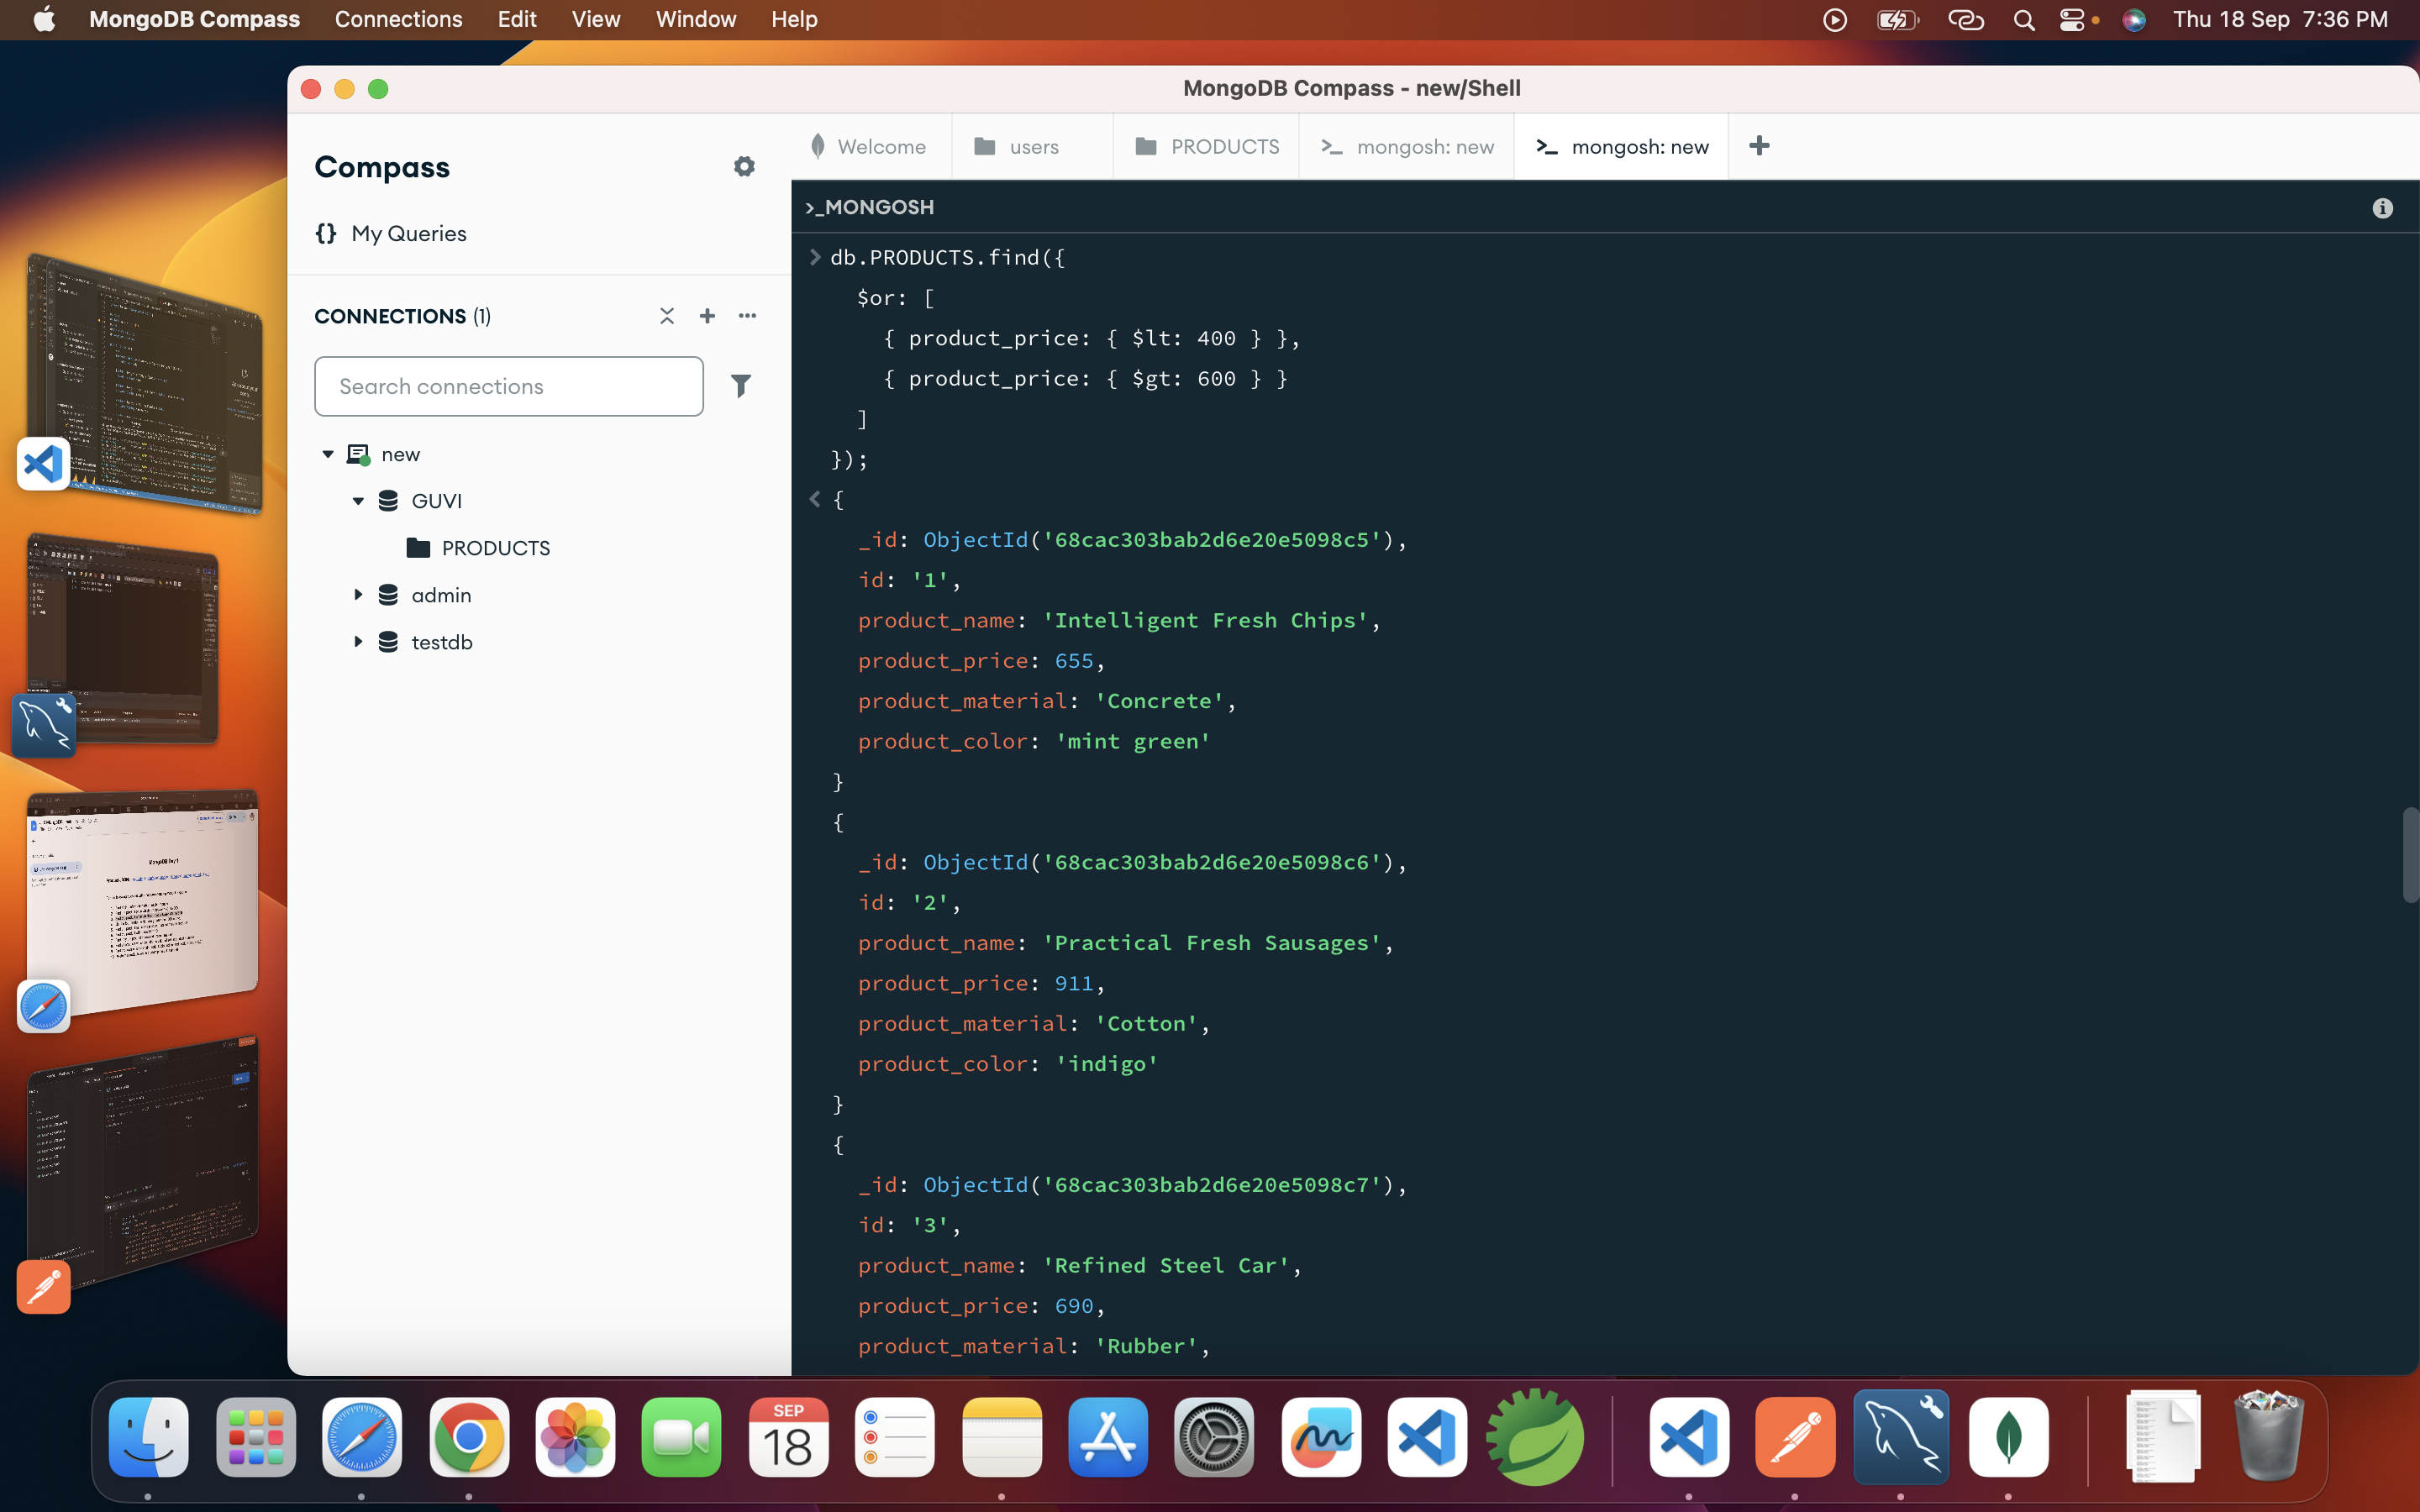 MongoDB Compass Connections Edit View Window Help Thu 18 Sep 7:36 PM
MongoDB Compass - new/Shell
Compass
My Queries
CONNECTIONS (1)
Search connections
new
GUVI
PRODUCTS
admin
testdb
Welcome users PRODUCTS >_ mongosh: new >_ mongosh: new +
>_MONGOSH
> db.PRODUCTS.find({
$or: [
{ product_price: { $lt: 400 } },
{ product_price: { $gt: 600 } }
]
});
< {
_id: ObjectId('68cac303bab2d6e20e5098c5'),
id: '1',
product_name: 'Intelligent Fresh Chips',
product_price: 655,
product_material: 'Concrete',
product_color: 'mint green'
}
{
_id: ObjectId('68cac303bab2d6e20e5098c6'),
id: '2',
product_name: 'Practical Fresh Sausages',
product_price: 911,
product_material: 'Cotton',
product_color: 'indigo'
}
{
_id: ObjectId('68cac303bab2d6e20e5098c7'),
id: '3',
product_name: 'Refined Steel Car',
product_price: 690,
product_material: 'Rubber',
SEP
18